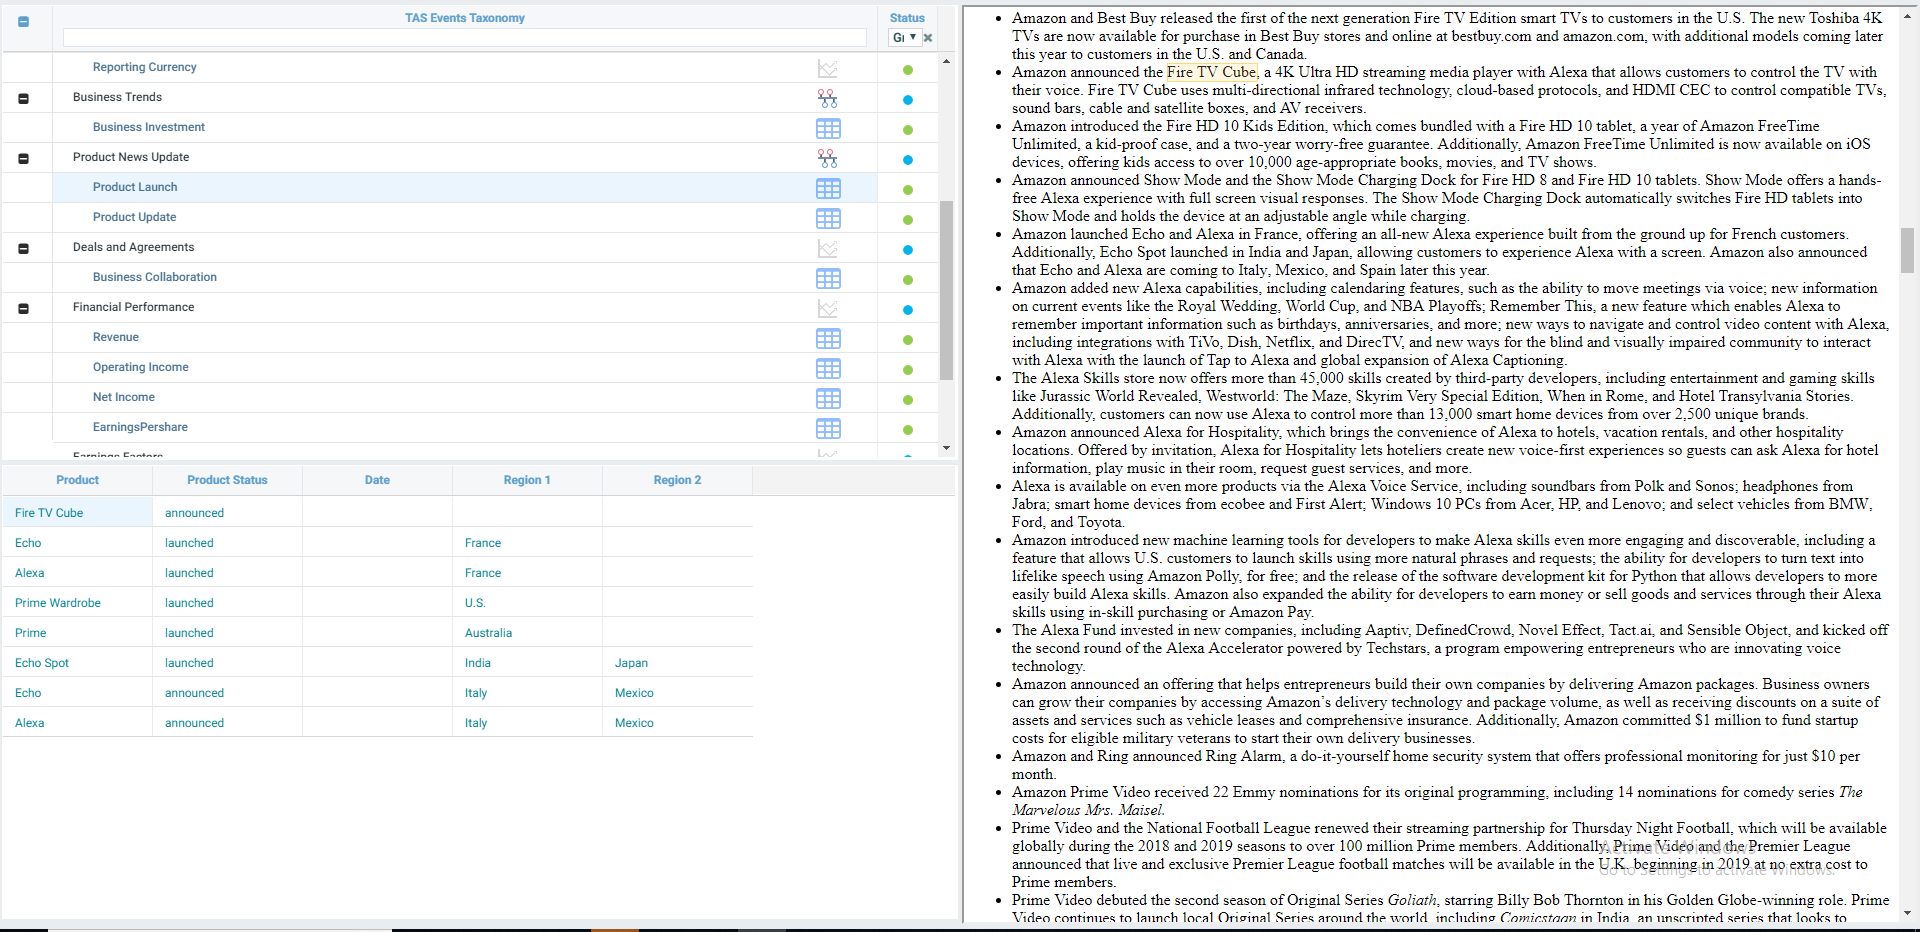 TAS Events Taxonomy
Status
Gr
Reporting Currency
Business Trends
Business Investment
Product News Update
Product Launch
Product Update
Deals and Agreements
Business Collaboration
Financial Performance
Revenue
Operating Income
Net Income
EarningsPershare
Earnings Factors
Product Product Status Date Region 1 Region 2
Fire TV Cube announced
Echo launched France
Alexa launched France
Prime Wardrobe launched U.S.
Prime launched Australia
Echo Spot launched India Japan
Echo announced Italy Mexico
Alexa announced Italy Mexico
• Amazon and Best Buy released the first of the next generation Fire TV Edition smart TVs to customers in the U.S. The new Toshiba 4K
TVs are now available for purchase in Best Buy stores and online at bestbuy.com and amazon.com, with additional models coming later
this year to customers in the U.S. and Canada.
• Amazon announced the Fire TV Cube, a 4K Ultra HD streaming media player with Alexa that allows customers to control the TV with
their voice. Fire TV Cube uses multi-directional infrared technology, cloud-based protocols, and HDMI CEC to control compatible TVs,
sound bars, cable and satellite boxes, and AV receivers.
• Amazon introduced the Fire HD 10 Kids Edition, which comes bundled with a Fire HD 10 tablet, a year of Amazon FreeTime
Unlimited, a kid-proof case, and a two-year worry-free guarantee. Additionally, Amazon FreeTime Unlimited is now available on iOS
devices, offering kids access to over 10,000 age-appropriate books, movies, and TV shows.
• Amazon announced Show Mode and the Show Mode Charging Dock for Fire HD 8 and Fire HD 10 tablets. Show Mode offers a hands-
free Alexa experience with full screen visual responses. The Show Mode Charging Dock automatically switches Fire HD tablets into
Show Mode and holds the device at an adjustable angle while charging.
• Amazon launched Echo and Alexa in France, offering an all-new Alexa experience built from the ground up for French customers.
Additionally, Echo Spot launched in India and Japan, allowing customers to experience Alexa with a screen. Amazon also announced
that Echo and Alexa are coming to Italy, Mexico, and Spain later this year.
• Amazon added new Alexa capabilities, including calendaring features, such as the ability to move meetings via voice; new information
on current events like the Royal Wedding, World Cup, and NBA Playoffs; Remember This, a new feature which enables Alexa to
remember important information such as birthdays, anniversaries, and more; new ways to navigate and control video content with Alexa,
including integrations with TiVo, Dish, Netflix, and DirecTV, and new ways for the blind and visually impaired community to interact
with Alexa with the launch of Tap to Alexa and global expansion of Alexa Captioning.
• The Alexa Skills store now offers more than 45,000 skills created by third-party developers, including entertainment and gaming skills
like Jurassic World Revealed, Westworld: The Maze, Skyrim Very Special Edition, When in Rome, and Hotel Transylvania Stories.
Additionally, customers can now use Alexa to control more than 13,000 smart home devices from over 2,500 unique brands.
• Amazon announced Alexa for Hospitality, which brings the convenience of Alexa to hotels, vacation rentals, and other hospitality
locations. Offered by invitation, Alexa for Hospitality lets hoteliers create new voice-first experiences so guests can ask Alexa for hotel
information, play music in their room, request guest services, and more.
• Alexa is available on even more products via the Alexa Voice Service, including soundbars from Polk and Sonos; headphones from
Jabra; smart home devices from ecobee and First Alert; Windows 10 PCs from Acer, HP, and Lenovo; and select vehicles from BMW,
Ford, and Toyota.
• Amazon introduced new machine learning tools for developers to make Alexa skills even more engaging and discoverable, including a
feature that allows U.S. customers to launch skills using more natural phrases and requests; the ability for developers to turn text into
lifelike speech using Amazon Polly, for free; and the release of the software development kit for Python that allows developers to more
easily build Alexa skills. Amazon also expanded the ability for developers to earn money or sell goods and services through their Alexa
skills using in-skill purchasing or Amazon Pay.
• The Alexa Fund invested in new companies, including Aaptiv, DefinedCrowd, Novel Effect, Tact.ai, and Sensible Object, and kicked off
the second round of the Alexa Accelerator powered by Techstars, a program empowering entrepreneurs who are innovating voice
technology.
• Amazon announced an offering that helps entrepreneurs build their own companies by delivering Amazon packages. Business owners
can grow their companies by accessing Amazon’s delivery technology and package volume, as well as receiving discounts on a suite of
assets and services such as vehicle leases and comprehensive insurance. Additionally, Amazon committed $1 million to fund startup
costs for eligible military veterans to start their own delivery businesses.
• Amazon and Ring announced Ring Alarm, a do-it-yourself home security system that offers professional monitoring for just $10 per
month.
• Amazon Prime Video received 22 Emmy nominations for its original programming, including 14 nominations for comedy series The
Marvelous Mrs. Maisel.
• Prime Video and the National Football League renewed their streaming partnership for Thursday Night Football, which will be available
globally during the 2018 and 2019 seasons to over 100 million Prime members. Additionally, Prime Video and the Premier League
announced that live and exclusive Premier League football matches will be available in the U.K. beginning in 2019 at no extra cost to
Prime members.
• Prime Video debuted the second season of Original Series Goliath, starring Billy Bob Thornton in his Golden Globe-winning role. Prime
Video continues to launch local Original Series around the world, including Comicstaan in India, an unscripted series that looks to
Activate Windows
Go to Settings to activate Windows.